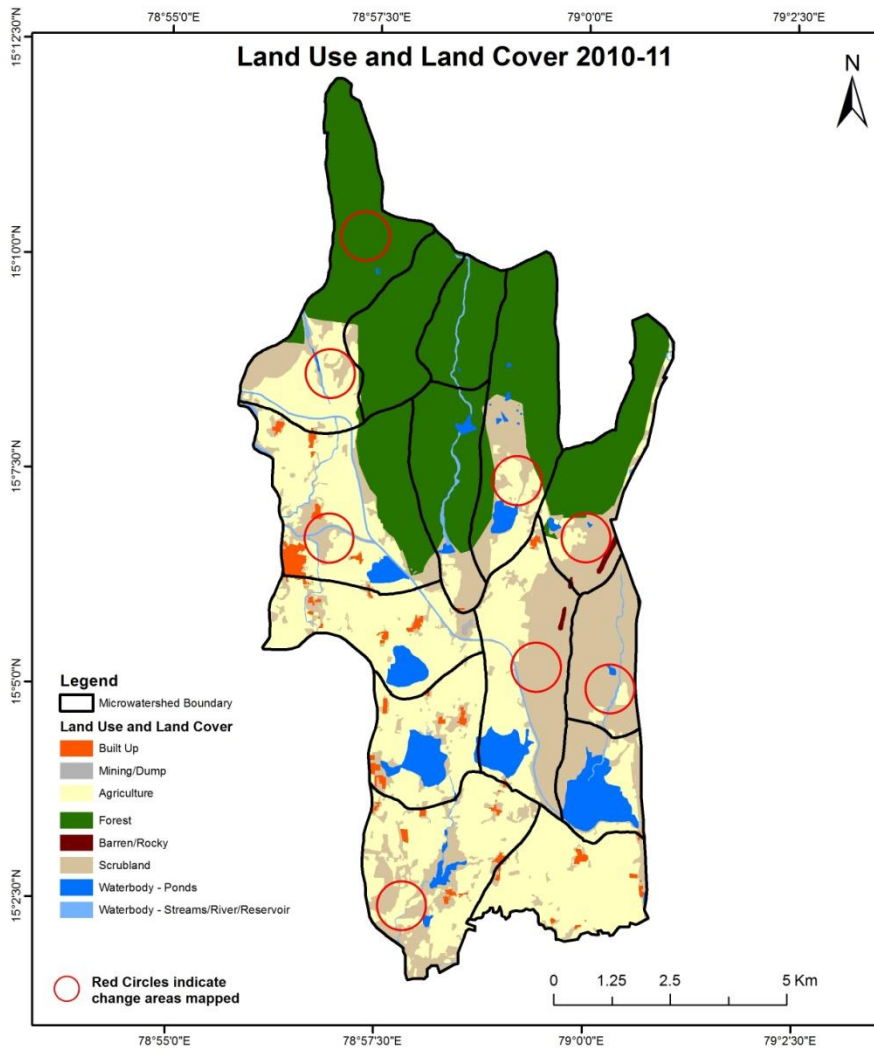 78°55'0"E 78°57'30"E 79°0'0"E 79°2'30"E
Land Use and Land Cover 2010-11
N
15°12'30"N
15°10'0"N
15°7'30"N
15°5'0"N
15°2'30"N
Legend
Microwatershed Boundary
Land Use and Land Cover
Built Up
Mining/Dump
Agriculture
Forest
Barren/Rocky
Scrubland
Waterbody - Ponds
Waterbody - Streams/River/Reservoir
Red Circles indicate
change areas mapped
0 1.25 2.5 5 Km
78°55'0"E 78°57'30"E 79°0'0"E 79°2'30"E